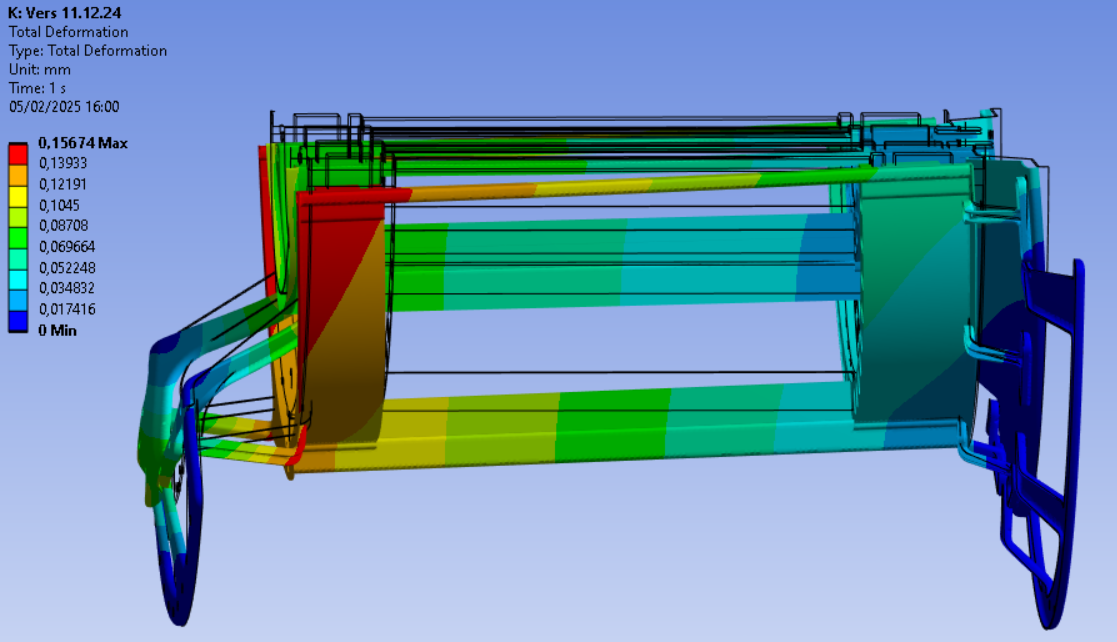 K: Vers 11.12.24
Total Deformation
Type: Total Deformation
Unit: mm
Time: 1 s
05/02/2025 16:00
0,15674 Max
0,13933
0,12191
0,1045
0,08708
0,069664
0,052248
0,034832
0,017416
0 Min